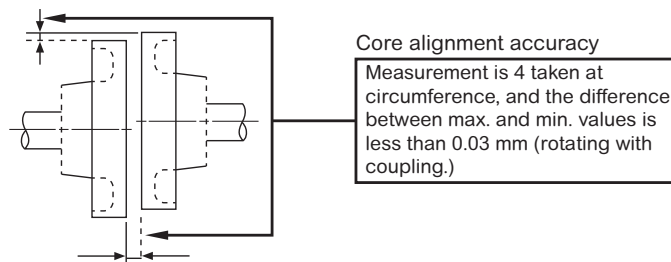 Core alignment accuracy
Measurement is 4 taken at
circumference, and the difference
between max. and min. values is
less than 0.03 mm (rotating with
coupling.)